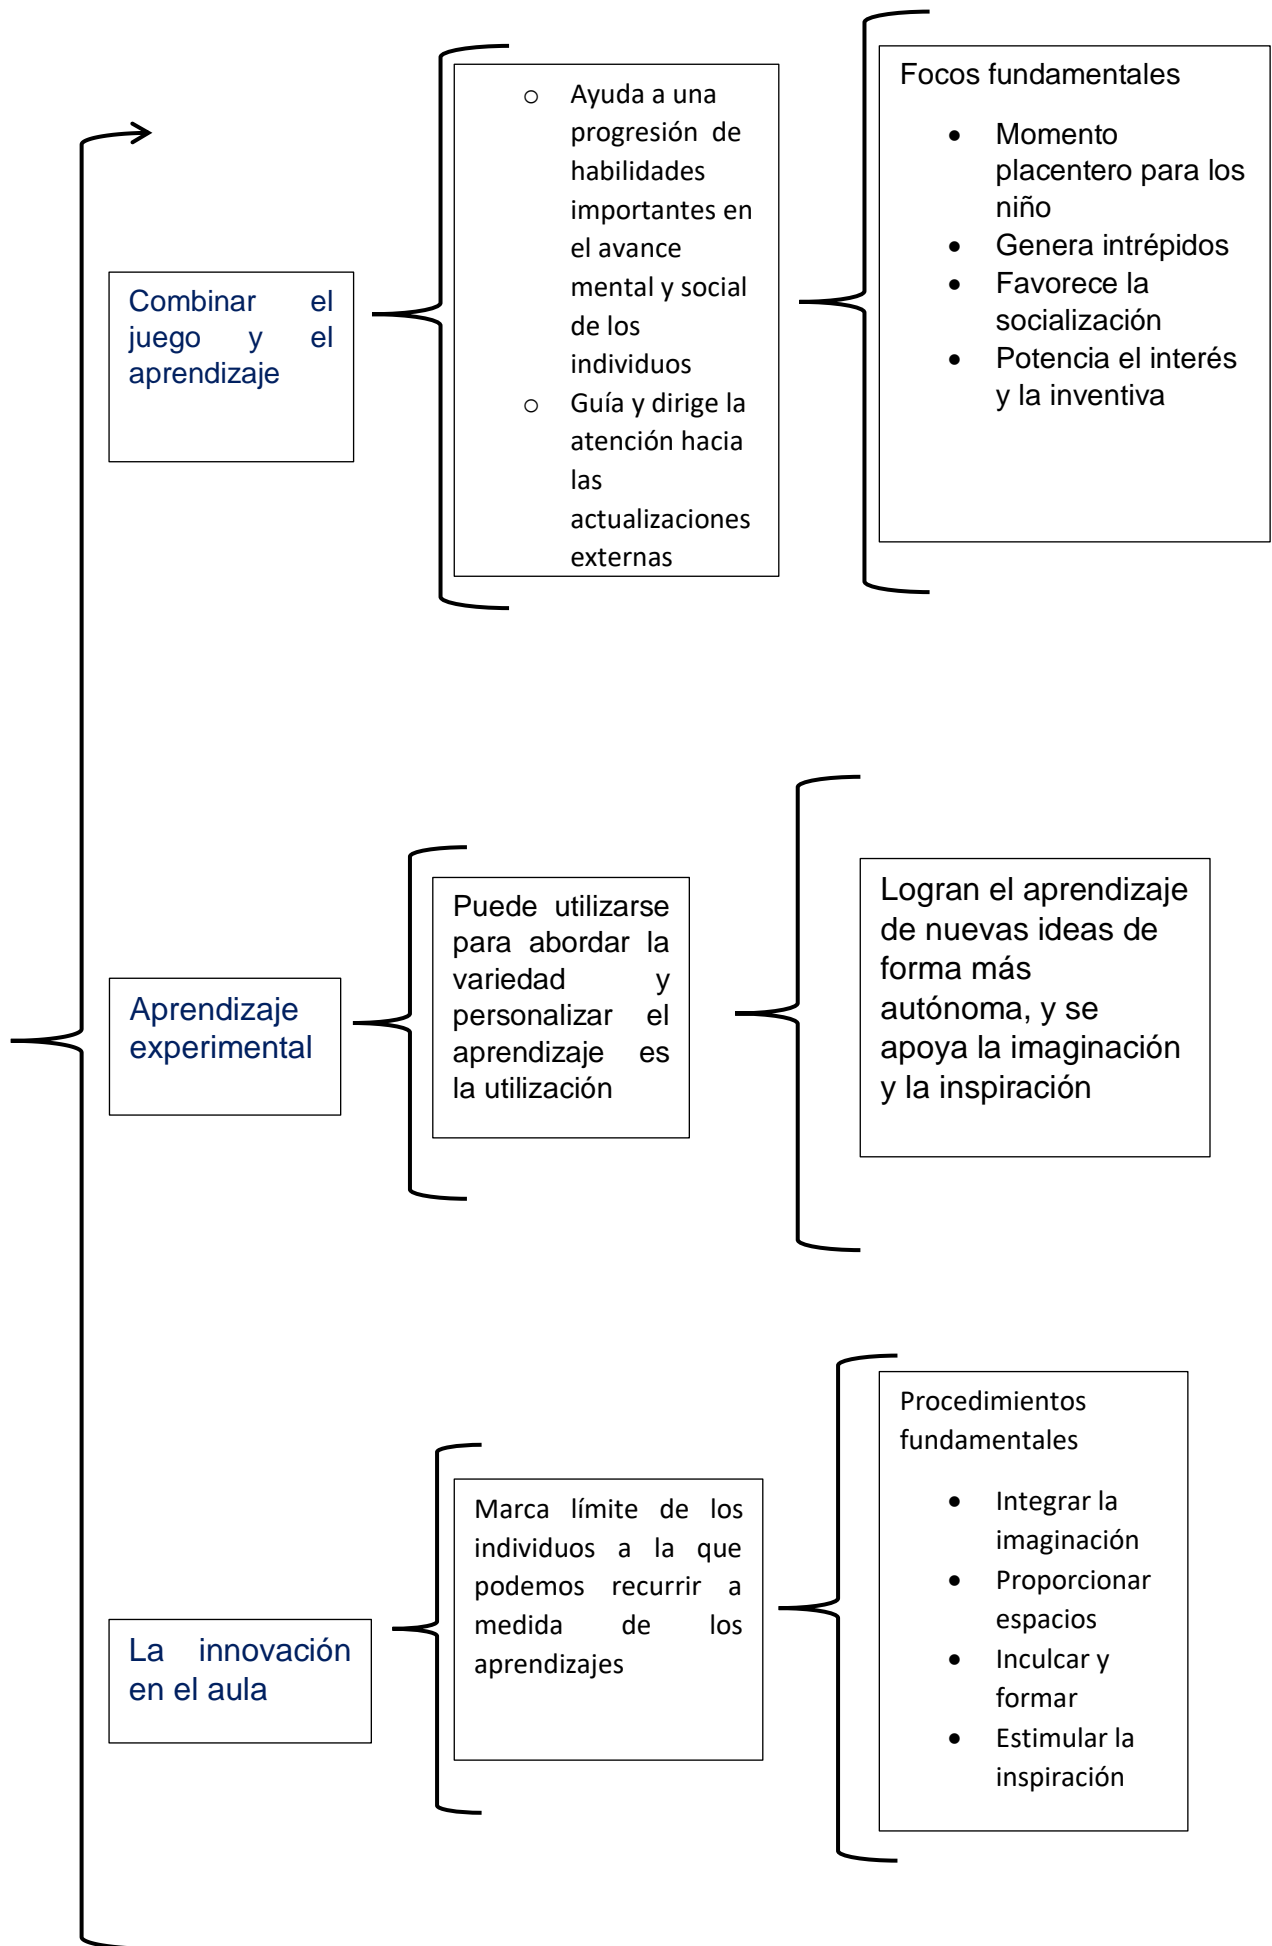 Combinar el
juego y el
aprendizaje
o Ayuda a una
progresión de
habilidades
importantes en
el avance
mental y social
de los
individuos
o Guía y dirige la
atención hacia
las
actualizaciones
externas
Focos fundamentales
• Momento
placentero para los
niño
• Genera intrépidos
• Favorece la
socialización
• Potencia el interés
y la inventiva
Aprendizaje
experimental
Puede utilizarse
para abordar la
variedad y
personalizar el
aprendizaje es
la utilización
Logran el aprendizaje
de nuevas ideas de
forma más
autónoma, y se
apoya la imaginación
y la inspiración
La innovación
en el aula
Marca límite de los
individuos a la que
podemos recurrir a
medida de los
aprendizajes
Procedimientos
fundamentales
• Integrar la
imaginación
• Proporcionar
espacios
• Inculcar y
formar
• Estimular la
inspiración